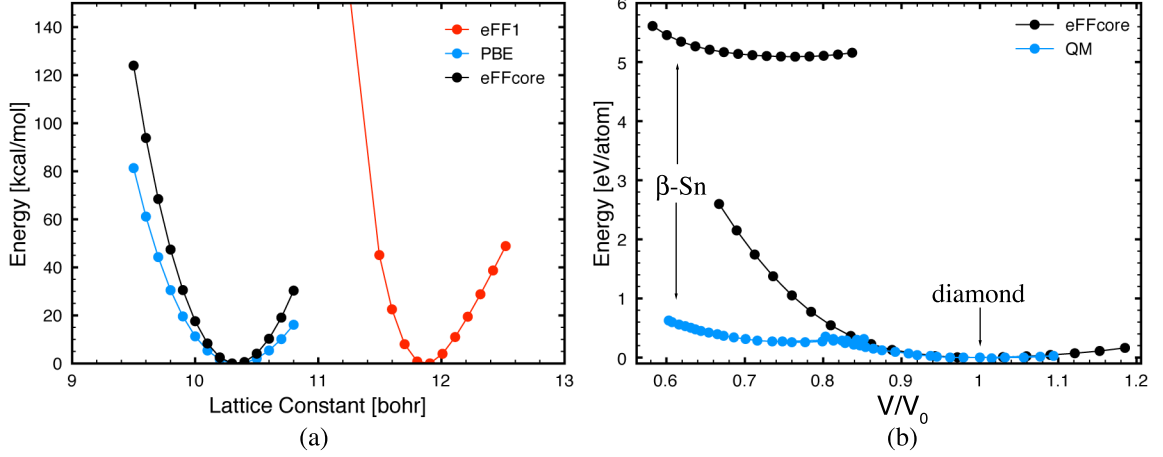 140
120
100
80
60
40
20
0
Energy [kcal/mol]
eFF1
PBE
eFFcore
9
10
11
12
13
Lattice Constant [bohr]
(a)
6
5
4
3
2
1
0
Energy [eV/atom]
eFFcore
QM
β-Sn
diamond
0.6
0.7
0.8
0.9
1
1.1
1.2
V/V0
(b)